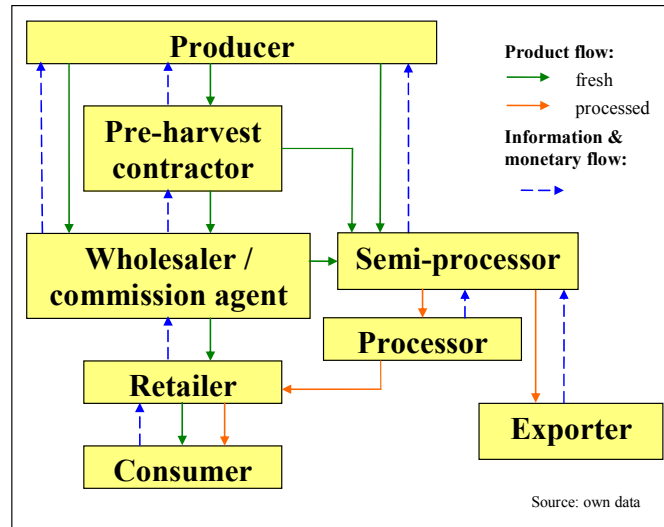 Producer
Product flow:
fresh
processed
Information &
monetary flow:
Pre-harvest
contractor
Wholesaler /
commission agent
Semi-processor
Processor
Retailer
Exporter
Consumer
Source: own data